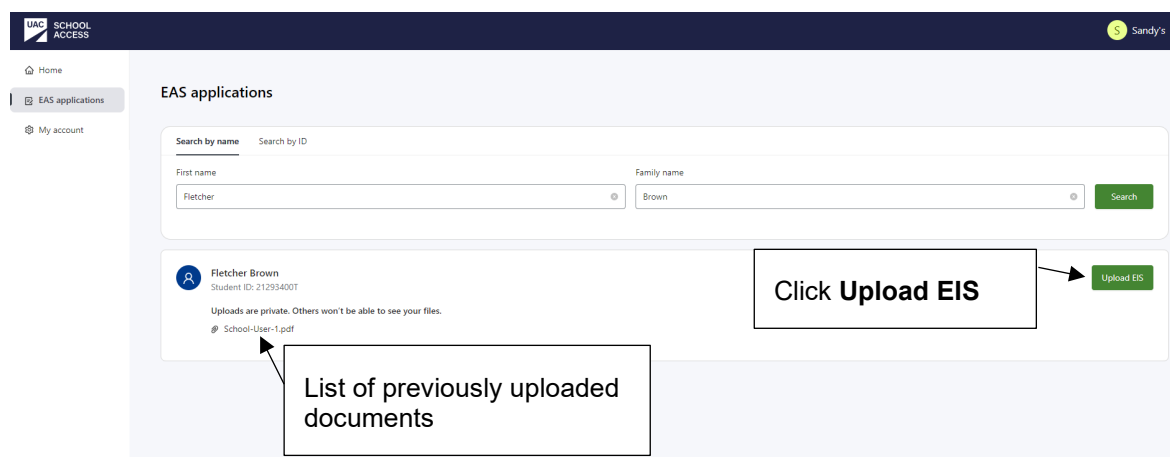 UAC SCHOOL
ACCESS
S Sandy's
Home
EAS applications
My account
EAS applications
Search by name Search by ID
First name Family name
Fletcher Brown Search
Fletcher Brown
Student ID: 21293400T
Uploads are private. Others won't be able to see your files.
School-User-1.pdf
Click Upload EIS
Upload EIS
List of previously uploaded
documents